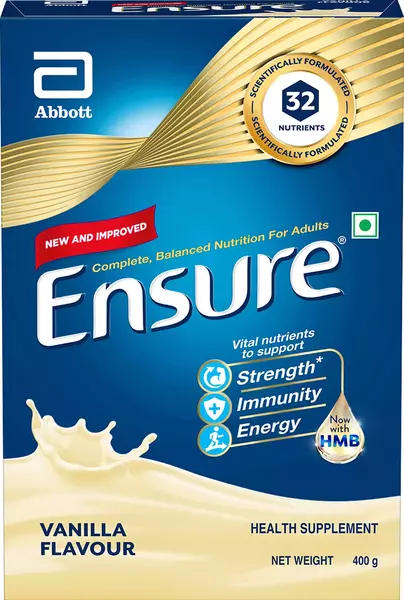 Abbott
SCIENTIFICALLY FORMULATED
32
NUTRIENTS
SCIENTIFICALLY FORMULATED
NEW AND IMPROVED
Complete, Balanced Nutrition For Adults
Ensure®
Vital nutrients
to support
Strength*
Immunity
Energy
Now
with
HMB
VANILLA
FLAVOUR
HEALTH SUPPLEMENT
NET WEIGHT 400 g